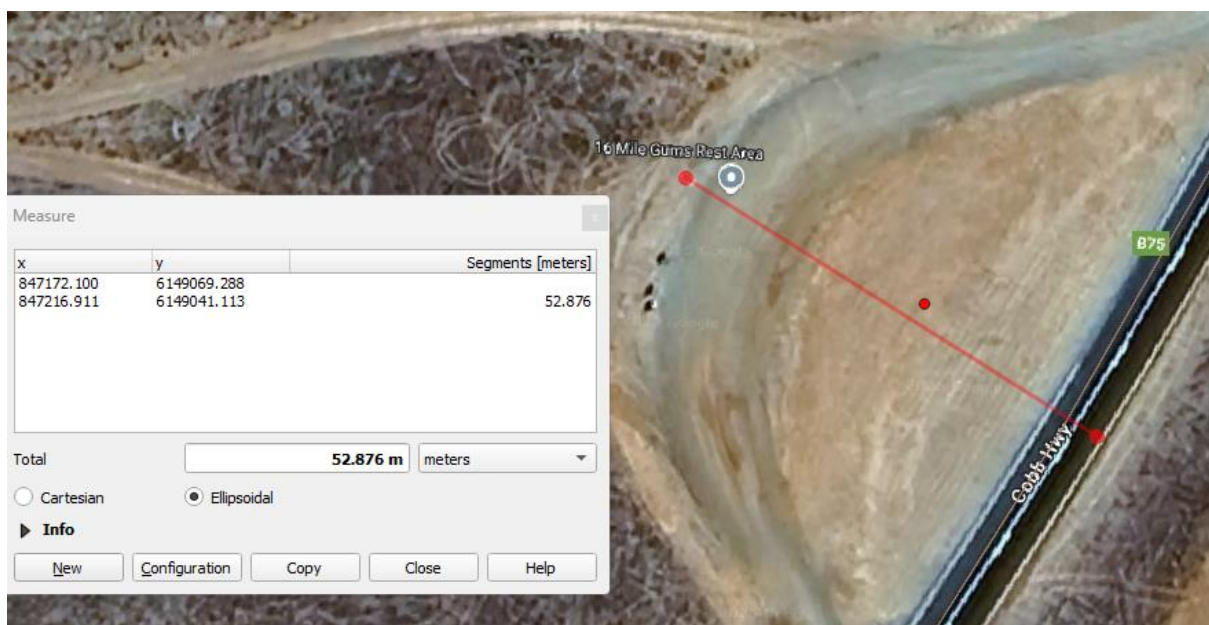 16 Mile Gums Rest Area
Measure
x
x y Segments [meters]
847172.100 6149069.288
847216.911 6149041.113 52.876
B75
Total 52.876 m meters
Cartesian Ellipsoidal
Info
New Configuration Copy Close Help
Cobb Hwy